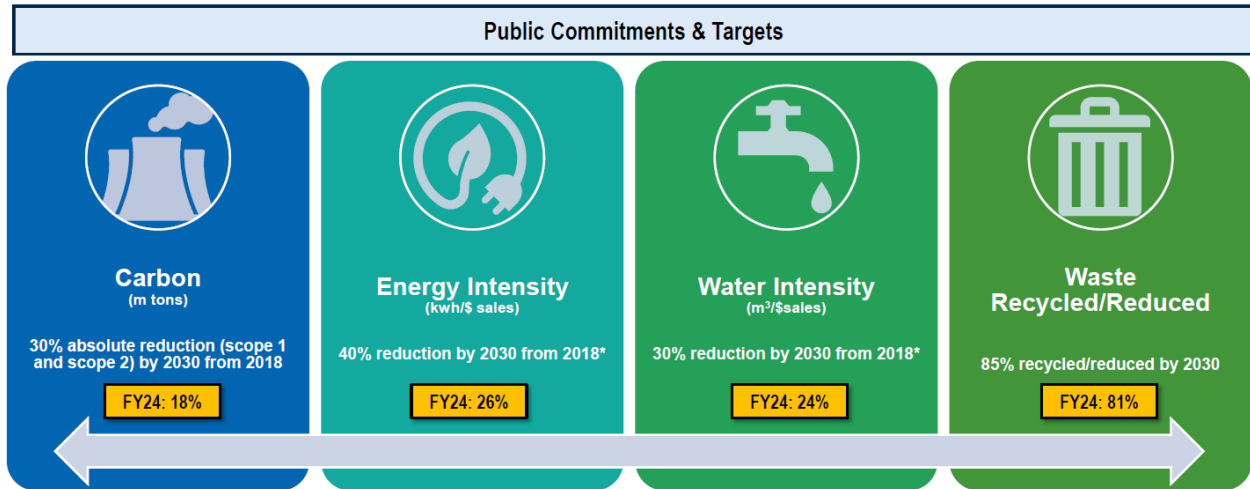 Public Commitments & Targets
Carbon
(m tons)
30% absolute reduction (scope 1
and scope 2) by 2030 from 2018
FY24: 18%
Energy Intensity
(kwh/$ sales)
40% reduction by 2030 from 2018*
FY24: 26%
Water Intensity
(m³/$sales)
30% reduction by 2030 from 2018*
FY24: 24%
Waste
Recycled/Reduced
85% recycled/reduced by 2030
FY24: 81%